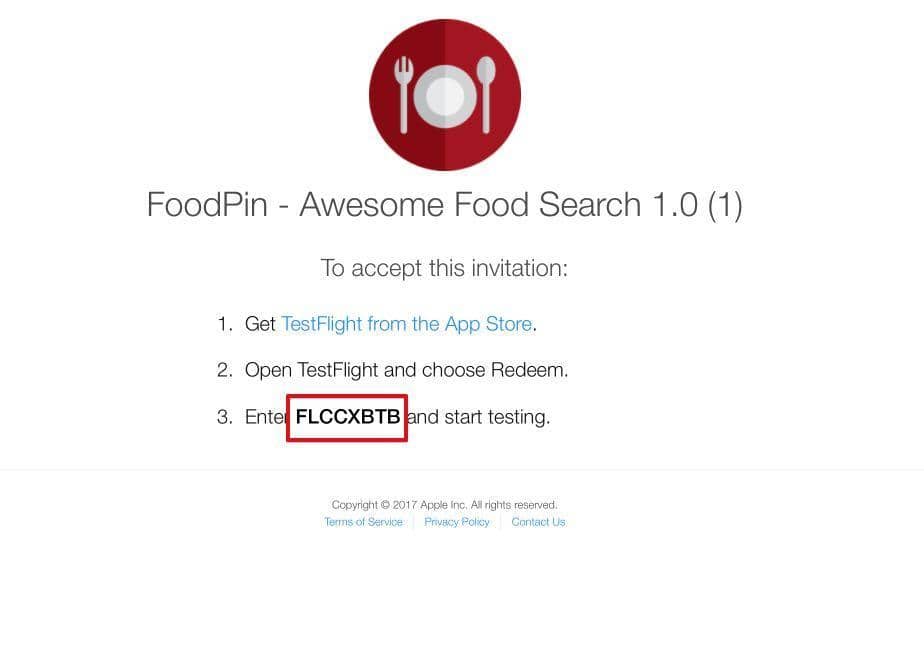 FoodPin - Awesome Food Search 1.0 (1)
To accept this invitation:
1. Get TestFlight from the App Store.
2. Open TestFlight and choose Redeem.
3. Enter FLCCXBTB and start testing.
Copyright © 2017 Apple Inc. All rights reserved.
Terms of Service Privacy Policy Contact Us